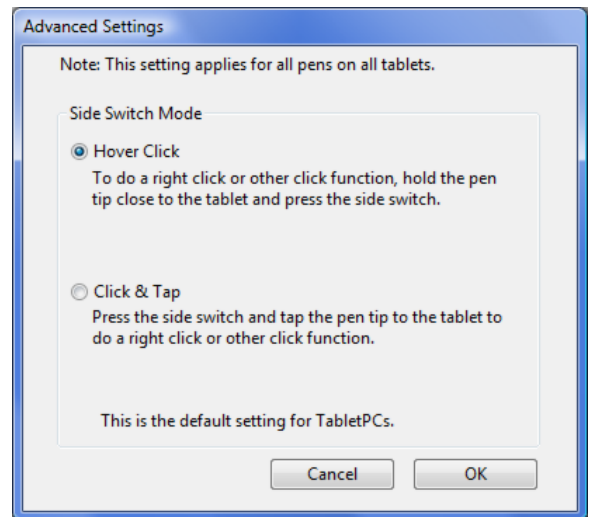 Advanced Settings
Note: This setting applies for all pens on all tablets.
Side Switch Mode
Hover Click
To do a right click or other click function, hold the pen
tip close to the tablet and press the side switch.
Click & Tap
Press the side switch and tap the pen tip to the tablet to
do a right click or other click function.
This is the default setting for TabletPCs.
Cancel
OK